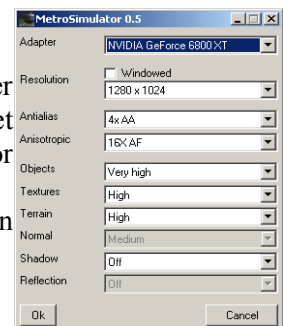 MetroSimulator 0.5
Adapter NVIDIA GeForce 6800 XT
Windowed
Resolution 1280 x 1024
Antialias 4x AA
Anisotropic 16X AF
Objects Very high
Textures High
Terrain High
Normal Medium
Shadow Off
Reflection Off
Ok Cancel